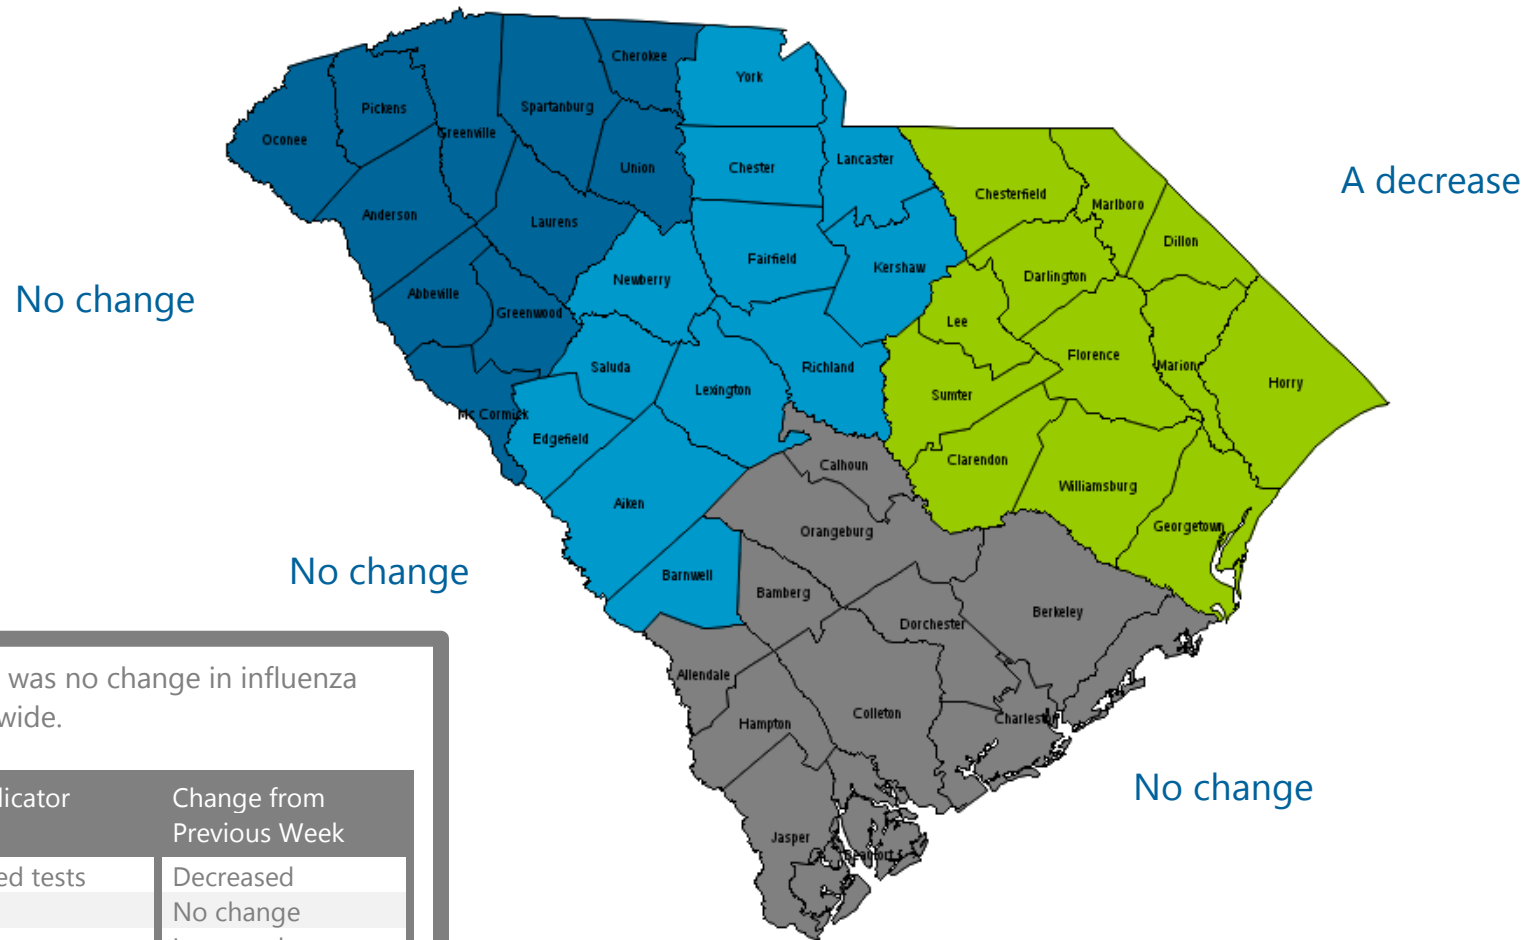 Cherokee
York
Pickens
Spartanburg
Greenville
Oconee
Union
Chester
Lancaster
A decrease
Chesterfield
Marlboro
Anderson
Laurens
Dillon
Fairfield
Kershaw
Newberry
Darlington
No change
Abbeville
Greenwood
Lee
Florence
Saluda
Richland
Marion
Lexington
Horry
Sumter
Mc Cormick
Edgefield
Calhoun
Clarendon
Williamsburg
Aiken
Orangeburg
Georgetown
No change
Barnwell
Bamberg
Berkeley
Dorchester
Allendale
Hampton
Colleton
No change
Jasper
was no change in influenza
wide.
licator
Change from
Previous Week
ed tests
Decreased
No change